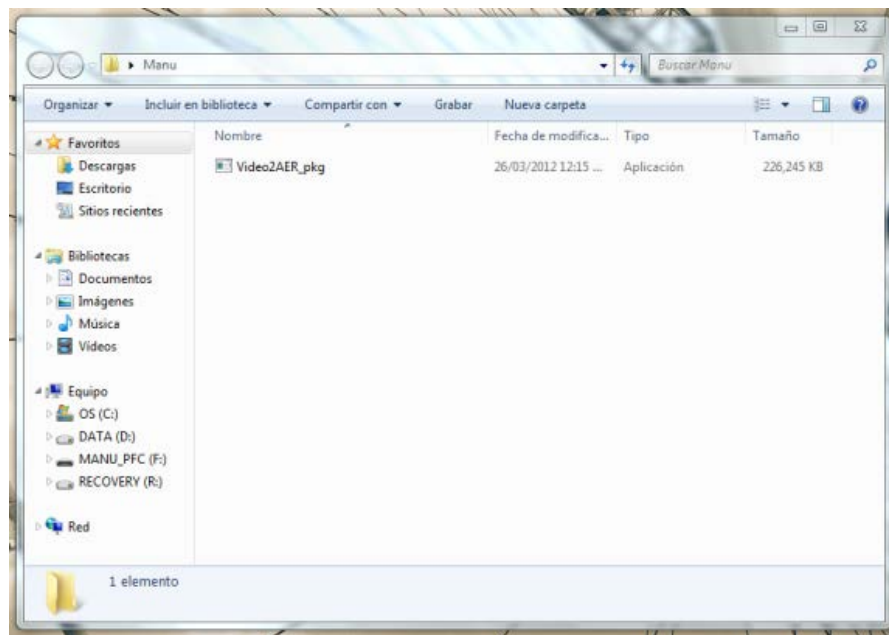 Manu
Buscar Manu
Organizar Incluir en biblioteca Compartir con Grabar Nueva carpeta
Nombre Fecha de modifica... Tipo Tamaño
Video2AER_pkg 26/03/2012 12:15 ... Aplicación 226,245 KB
Favoritos
Descargas
Escritorio
Sitios recientes
Bibliotecas
Documentos
Imágenes
Música
Vídeos
Equipo
OS (C:)
DATA (D:)
MANU_PFC (F:)
RECOVERY (R:)
Red
1 elemento